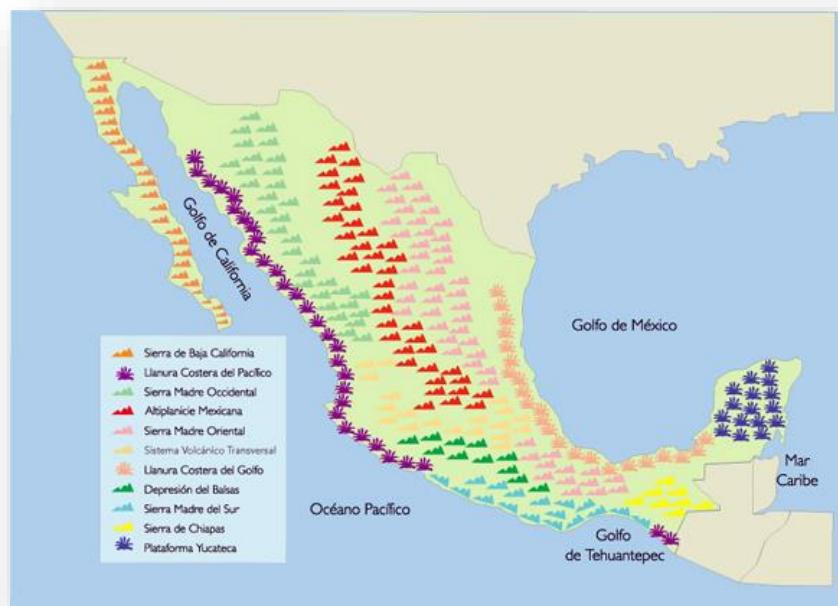 Golfo de California
Golfo de México
Sierra de Baja California
Llanura Costera del Pacífico
Sierra Madre Occidental
Altiplanicie Mexicana
Sierra Madre Oriental
Sistema Volcánico Transversal
Llanura Costera del Golfo
Depresión del Balsas
Sierra Madre del Sur
Sierra de Chiapas
Plataforma Yucateca
Océano Pacífico
Mar
Caribe
Golfo
de Tehuantepec